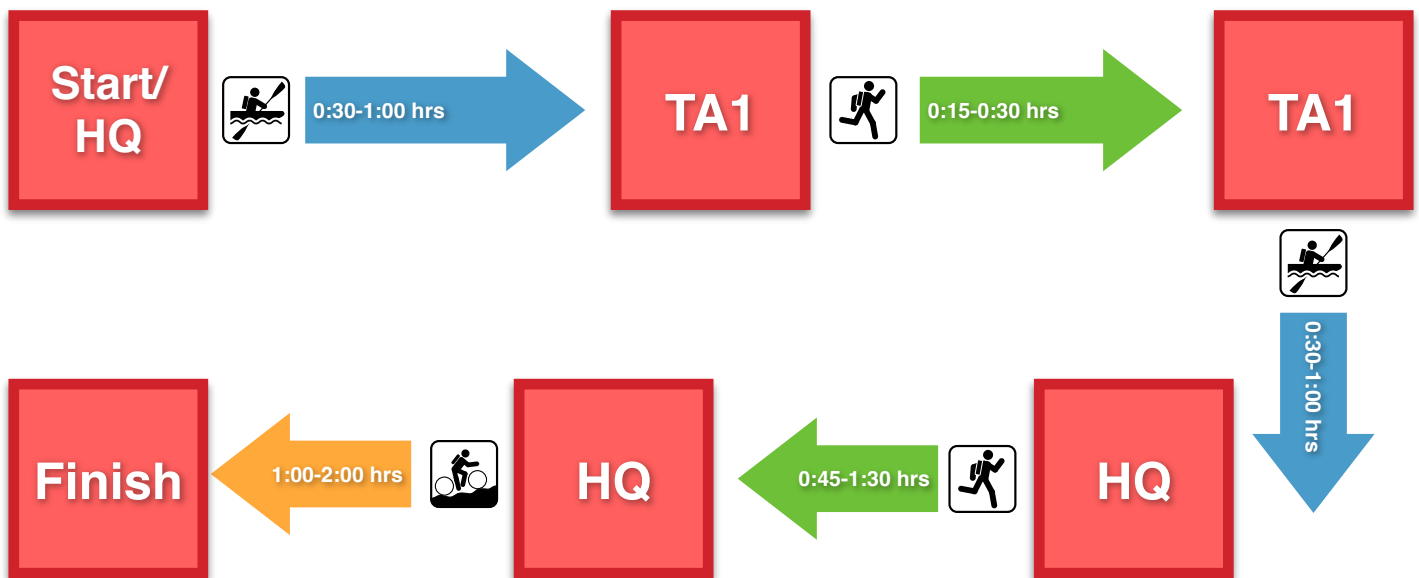 Start/
HQ
0:30-1:00 hrs
TA1
0:15-0:30 hrs
TA1
0:30-1:00 hrs
HQ
0:45-1:30 hrs
HQ
1:00-2:00 hrs
Finish